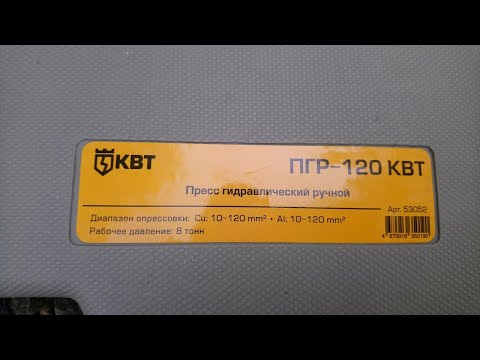 КВТ
ПГР-120 КВТ
Пресс гидравлический ручной
Диапазон опрессовки: Cu: 10-120 mm² • Al: 10-120 mm²
Рабочее давление: 8 тонн
Арт. 53052